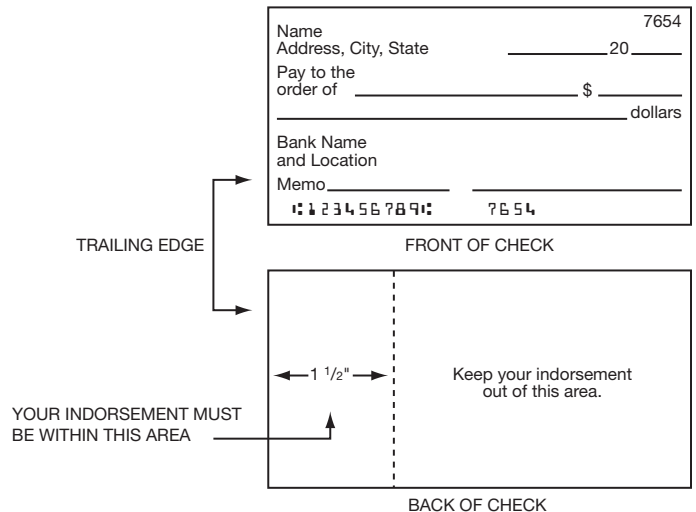 7654
Name
Address, City, State 20
Pay to the
order of $
dollars
Bank Name
and Location
Memo
⑆123456789⑆ 7654
TRAILING EDGE
FRONT OF CHECK
1 1/2"
Keep your indorsement
out of this area.
YOUR INDORSEMENT MUST
BE WITHIN THIS AREA
BACK OF CHECK